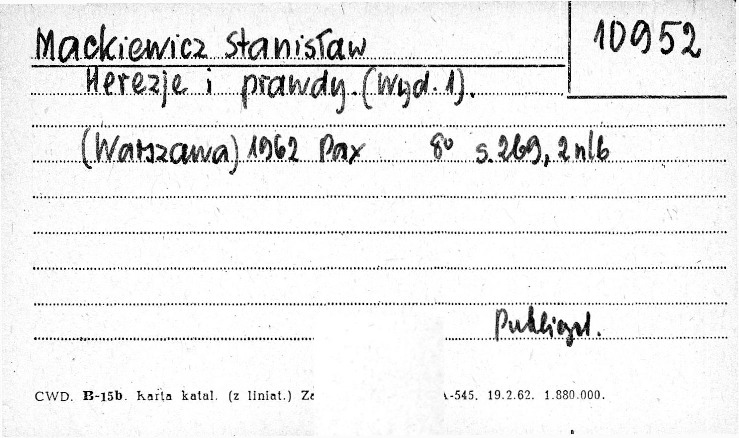 Mackiewicz Stanisław
10952
Herezje i prawdy. (Wyd. 1).
(Warszawa) 1962 Pax 8° s. 269, 2 nlb
Publicyst.
CWD. B-15b. Karta katal. (z liniat.) Za -545. 19.2.62. 1.880.000.